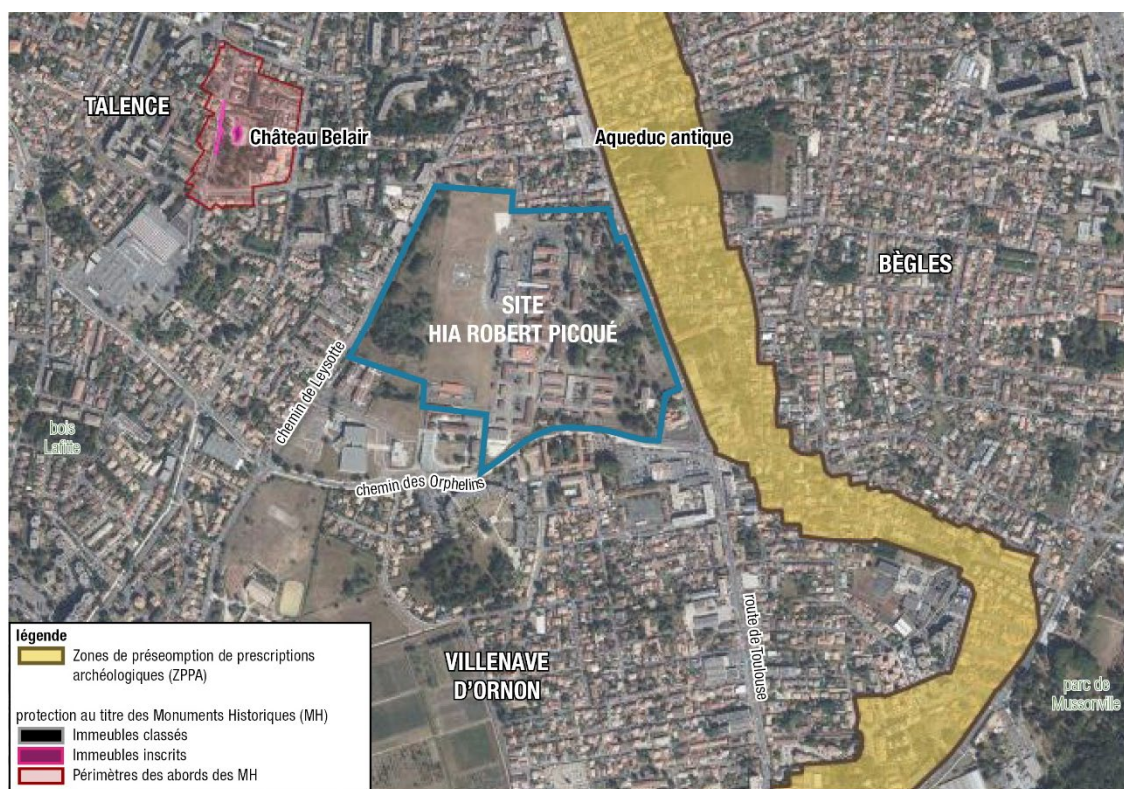 TALENCE
Château Belair
Aqueduc antique
BÈGLES
SITE
HIA ROBERT PICQUÉ
chemin de Leysotte
bois
Lafitte
chemin des Orphelins
route de Toulouse
VILLENAVE
D'ORNON
parc de
Mussonville
légende
Zones de préseomption de prescriptions
archéologiques (ZPPA)
protection au titre des Monuments Historiques (MH)
Immeubles classés
Immeubles inscrits
Périmètres des abords des MH